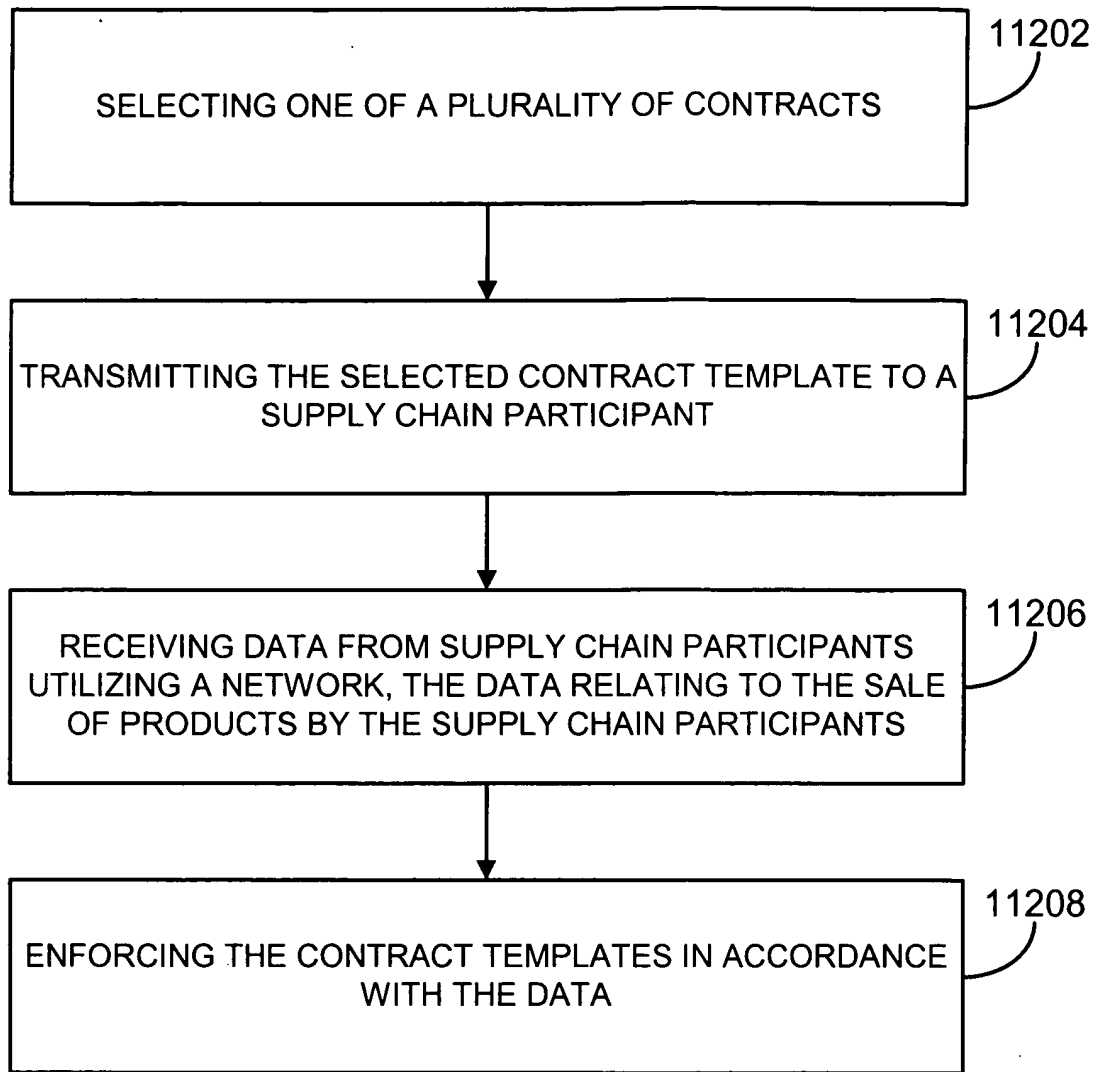 11202
SELECTING ONE OF A PLURALITY OF CONTRACTS
11204
TRANSMITTING THE SELECTED CONTRACT TEMPLATE TO A
SUPPLY CHAIN PARTICIPANT
11206
RECEIVING DATA FROM SUPPLY CHAIN PARTICIPANTS
UTILIZING A NETWORK, THE DATA RELATING TO THE SALE
OF PRODUCTS BY THE SUPPLY CHAIN PARTICIPANTS
11208
ENFORCING THE CONTRACT TEMPLATES IN ACCORDANCE
WITH THE DATA